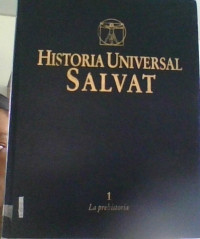 HISTORIA UNIVERSAL
SALVAT
1
La prehistoria